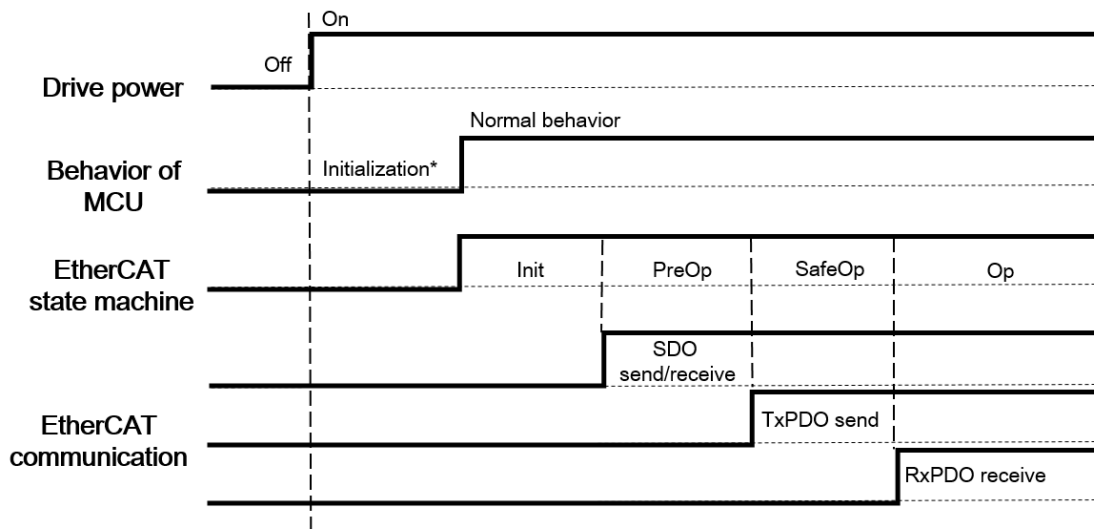 On
Off
Drive power
Normal behavior
Behavior of
MCU
Initialization*
EtherCAT
state machine
Init
PreOp
SafeOp
Op
SDO
send/receive
EtherCAT
communication
TxPDO send
RxPDO receive